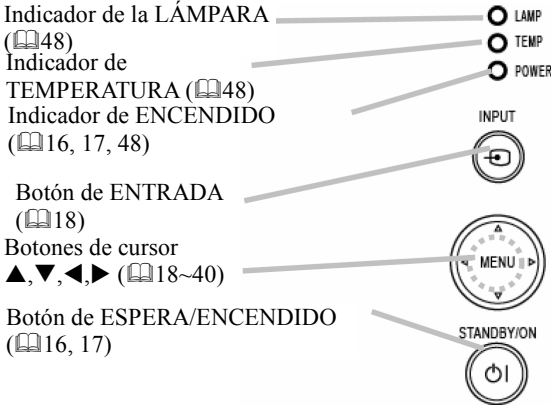 Indicador de la LÁMPARA
(📖48)
Indicador de
TEMPERATURA (📖48)
Indicador de ENCENDIDO
(📖16, 17, 48)
Botón de ENTRADA
(📖18)
Botones de cursor
▲,▼,◀,▶ (📖18~40)
Botón de ESPERA/ENCENDIDO
(📖16, 17)
LAMP
TEMP
POWER
INPUT
MENU
STANDBY/ON